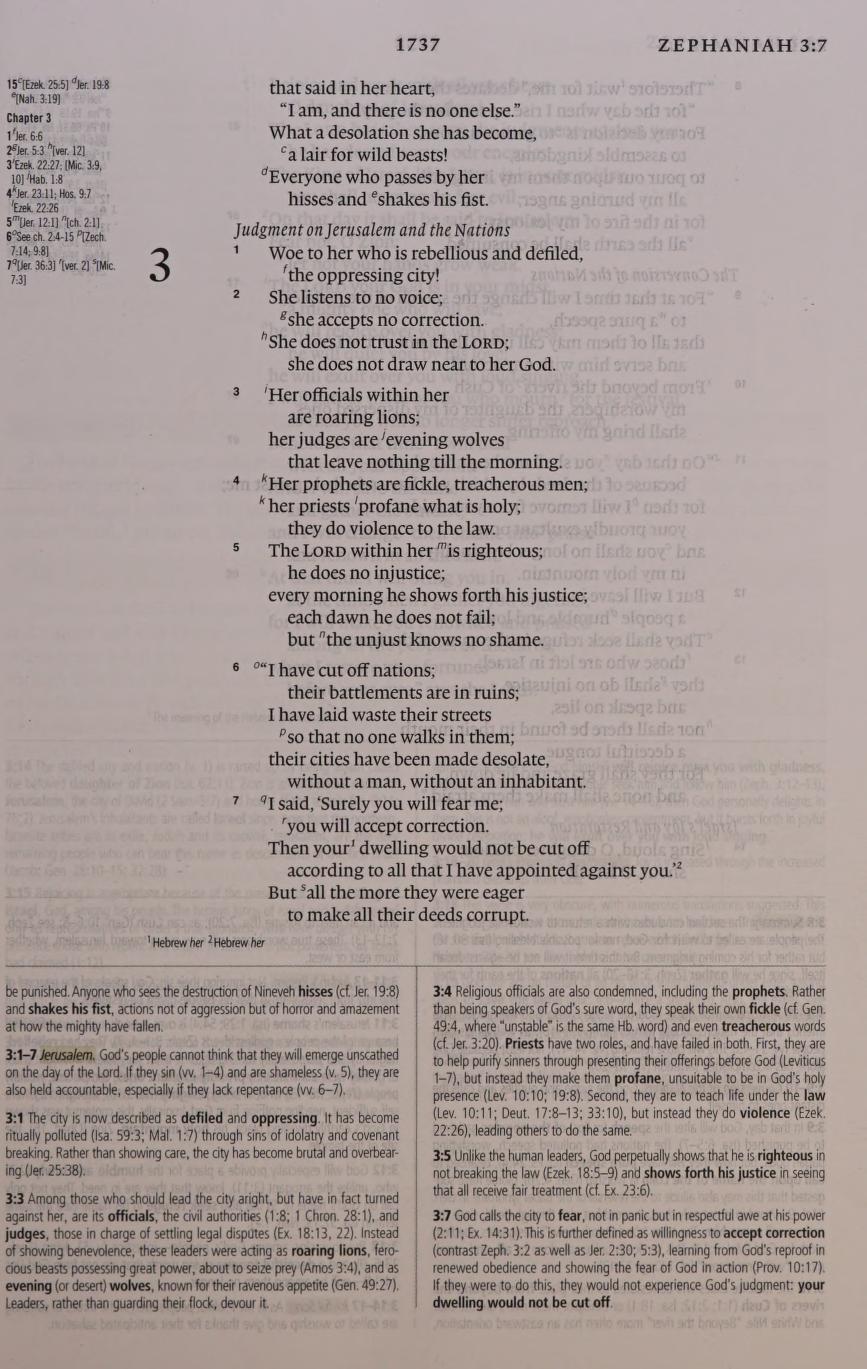 1737
ZEPHANIAH 3:7
15 c[Ezek. 25:5] d Jer. 19:8
e[Nah. 3:19]
Chapter 3
1 f Jer. 6:6
2 g Jer. 5:3 h[ver. 12]
3 i Ezek. 22:27; [Mic. 3:9,
10] j Hab. 1:8
4 k Jer. 23:11; Hos. 9:7
l Ezek. 22:26
5 m[Jer. 12:1] n[ch. 2:1]
6 o See ch. 2:4-15 p[Zech.
7:14; 9:8]
7 q[Jer. 36:3] r[ver. 2] s[Mic.
7:3]
that said in her heart,
“I am, and there is no one else.”
What a desolation she has become,
c a lair for wild beasts!
d Everyone who passes by her
hisses and e shakes his fist.
Judgment on Jerusalem and the Nations
3
1 Woe to her who is rebellious and defiled,
f the oppressing city!
2 She listens to no voice;
g she accepts no correction.
h She does not trust in the LORD;
she does not draw near to her God.
3 i Her officials within her
are roaring lions;
her judges are j evening wolves
that leave nothing till the morning.
4 k Her prophets are fickle, treacherous men;
k her priests l profane what is holy;
they do violence to the law.
5 The LORD within her m is righteous;
he does no injustice;
every morning he shows forth his justice;
each dawn he does not fail;
but n the unjust knows no shame.
6 o “I have cut off nations;
their battlements are in ruins;
I have laid waste their streets
p so that no one walks in them;
their cities have been made desolate,
without a man, without an inhabitant.
7 q I said, ‘Surely you will fear me;
r you will accept correction.
Then your 1 dwelling would not be cut off
according to all that I have appointed against you.’ 2
But s all the more they were eager
to make all their deeds corrupt.
1 Hebrew her 2 Hebrew her
be punished. Anyone who sees the destruction of Nineveh hisses (cf. Jer. 19:8)
and shakes his fist, actions not of aggression but of horror and amazement
at how the mighty have fallen.
3:1–7 Jerusalem. God’s people cannot think that they will emerge unscathed
on the day of the Lord. If they sin (vv. 1–4) and are shameless (v. 5), they are
also held accountable, especially if they lack repentance (vv. 6–7).
3:1 The city is now described as defiled and oppressing. It has become
ritually polluted (Isa. 59:3; Mal. 1:7) through sins of idolatry and covenant
breaking. Rather than showing care, the city has become brutal and overbear-
ing (Jer. 25:38).
3:3 Among those who should lead the city aright, but have in fact turned
against her, are its officials, the civil authorities (1:8; 1 Chron. 28:1), and
judges, those in charge of settling legal disputes (Ex. 18:13, 22). Instead
of showing benevolence, these leaders were acting as roaring lions, fero-
cious beasts possessing great power, about to seize prey (Amos 3:4), and as
evening (or desert) wolves, known for their ravenous appetite (Gen. 49:27).
Leaders, rather than guarding their flock, devour it.
3:4 Religious officials are also condemned, including the prophets. Rather
than being speakers of God’s sure word, they speak their own fickle (cf. Gen.
49:4, where “unstable” is the same Hb. word) and even treacherous words
(cf. Jer. 3:20). Priests have two roles, and have failed in both. First, they are
to help purify sinners through presenting their offerings before God (Leviticus
1–7), but instead they make them profane, unsuitable to be in God’s holy
presence (Lev. 10:10; 19:8). Second, they are to teach life under the law
(Lev. 10:11; Deut. 17:8–13; 33:10), but instead they do violence (Ezek.
22:26), leading others to do the same.
3:5 Unlike the human leaders, God perpetually shows that he is righteous in
not breaking the law (Ezek. 18:5–9) and shows forth his justice in seeing
that all receive fair treatment (cf. Ex. 23:6).
3:7 God calls the city to fear, not in panic but in respectful awe at his power
(2:11; Ex. 14:31). This is further defined as willingness to accept correction
(contrast Zeph. 3:2 as well as Jer. 2:30; 5:3), learning from God’s reproof in
renewed obedience and showing the fear of God in action (Prov. 10:17).
If they were to do this, they would not experience God’s judgment: your
dwelling would not be cut off.